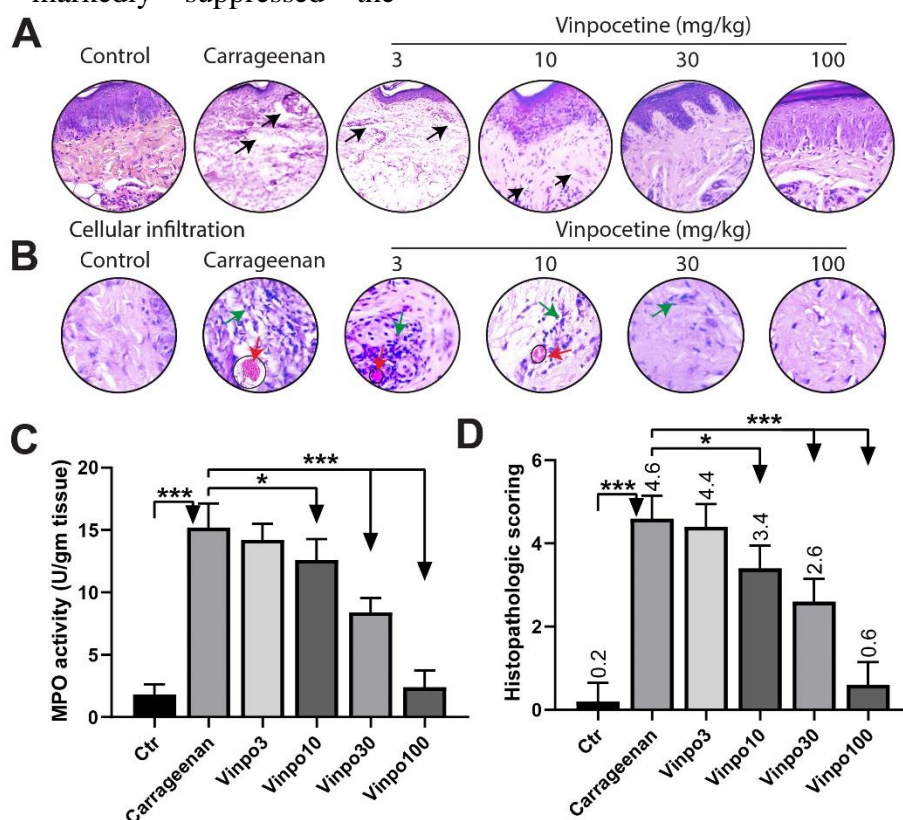 markedly suppressed the
A
Vinpocetine (mg/kg)
Control Carrageenan 3 10 30 100
Cellular infiltration
B
Vinpocetine (mg/kg)
Control Carrageenan 3 10 30 100
C
MPO activity (U/gm tissue)
20
15
10
5
0
***
*
***
Ctr
Carrageenan
Vinpo3
Vinpo10
Vinpo30
Vinpo100
D
Histopathologic scoring
6
4
2
0
***
*
***
0.2
4.6
4.4
3.4
2.6
0.6
Ctr
Carrageenan
Vinpo3
Vinpo10
Vinpo30
Vinpo100